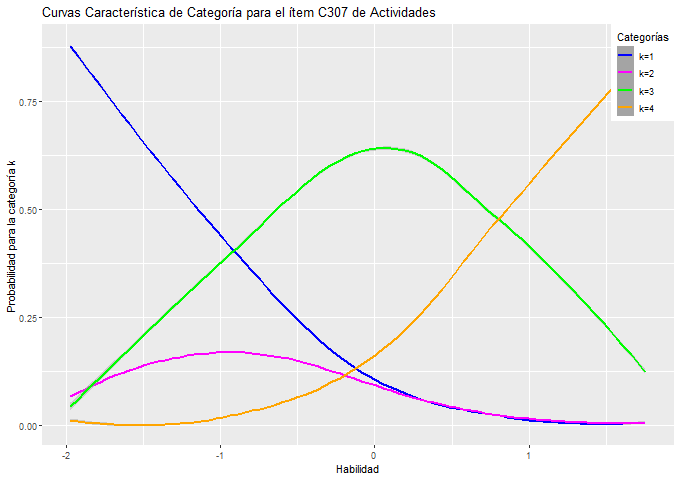 Curvas Característica de Categoría para el ítem C307 de Actividades
Categorías
k=1
k=2
k=3
k=4
Probabilidad para la categoría k
0.75
0.50
0.25
0.00
-2
-1
0
1
Habilidad